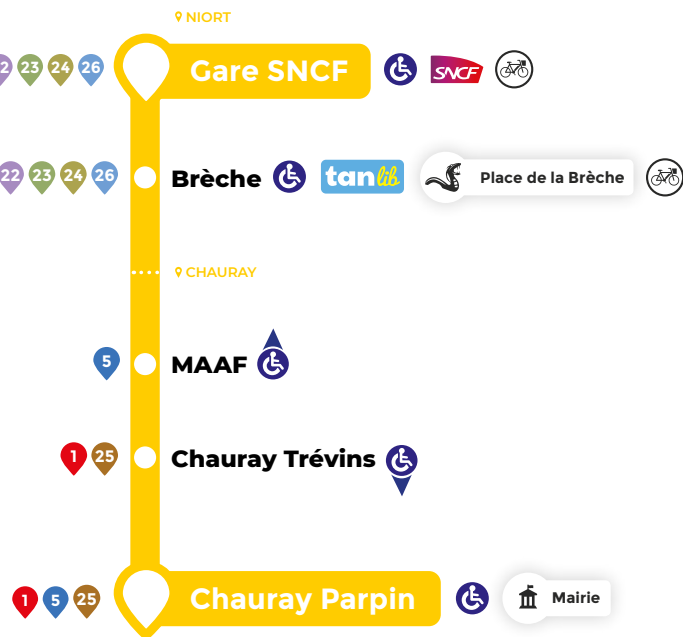 NIORT
2 23 24 26 Gare SNCF SNCF
22 23 24 26 Brèche tanlib Place de la Brèche
CHAURAY
5 MAAF
1 25 Chauray Trévins
1 5 25 Chauray Parpin Mairie